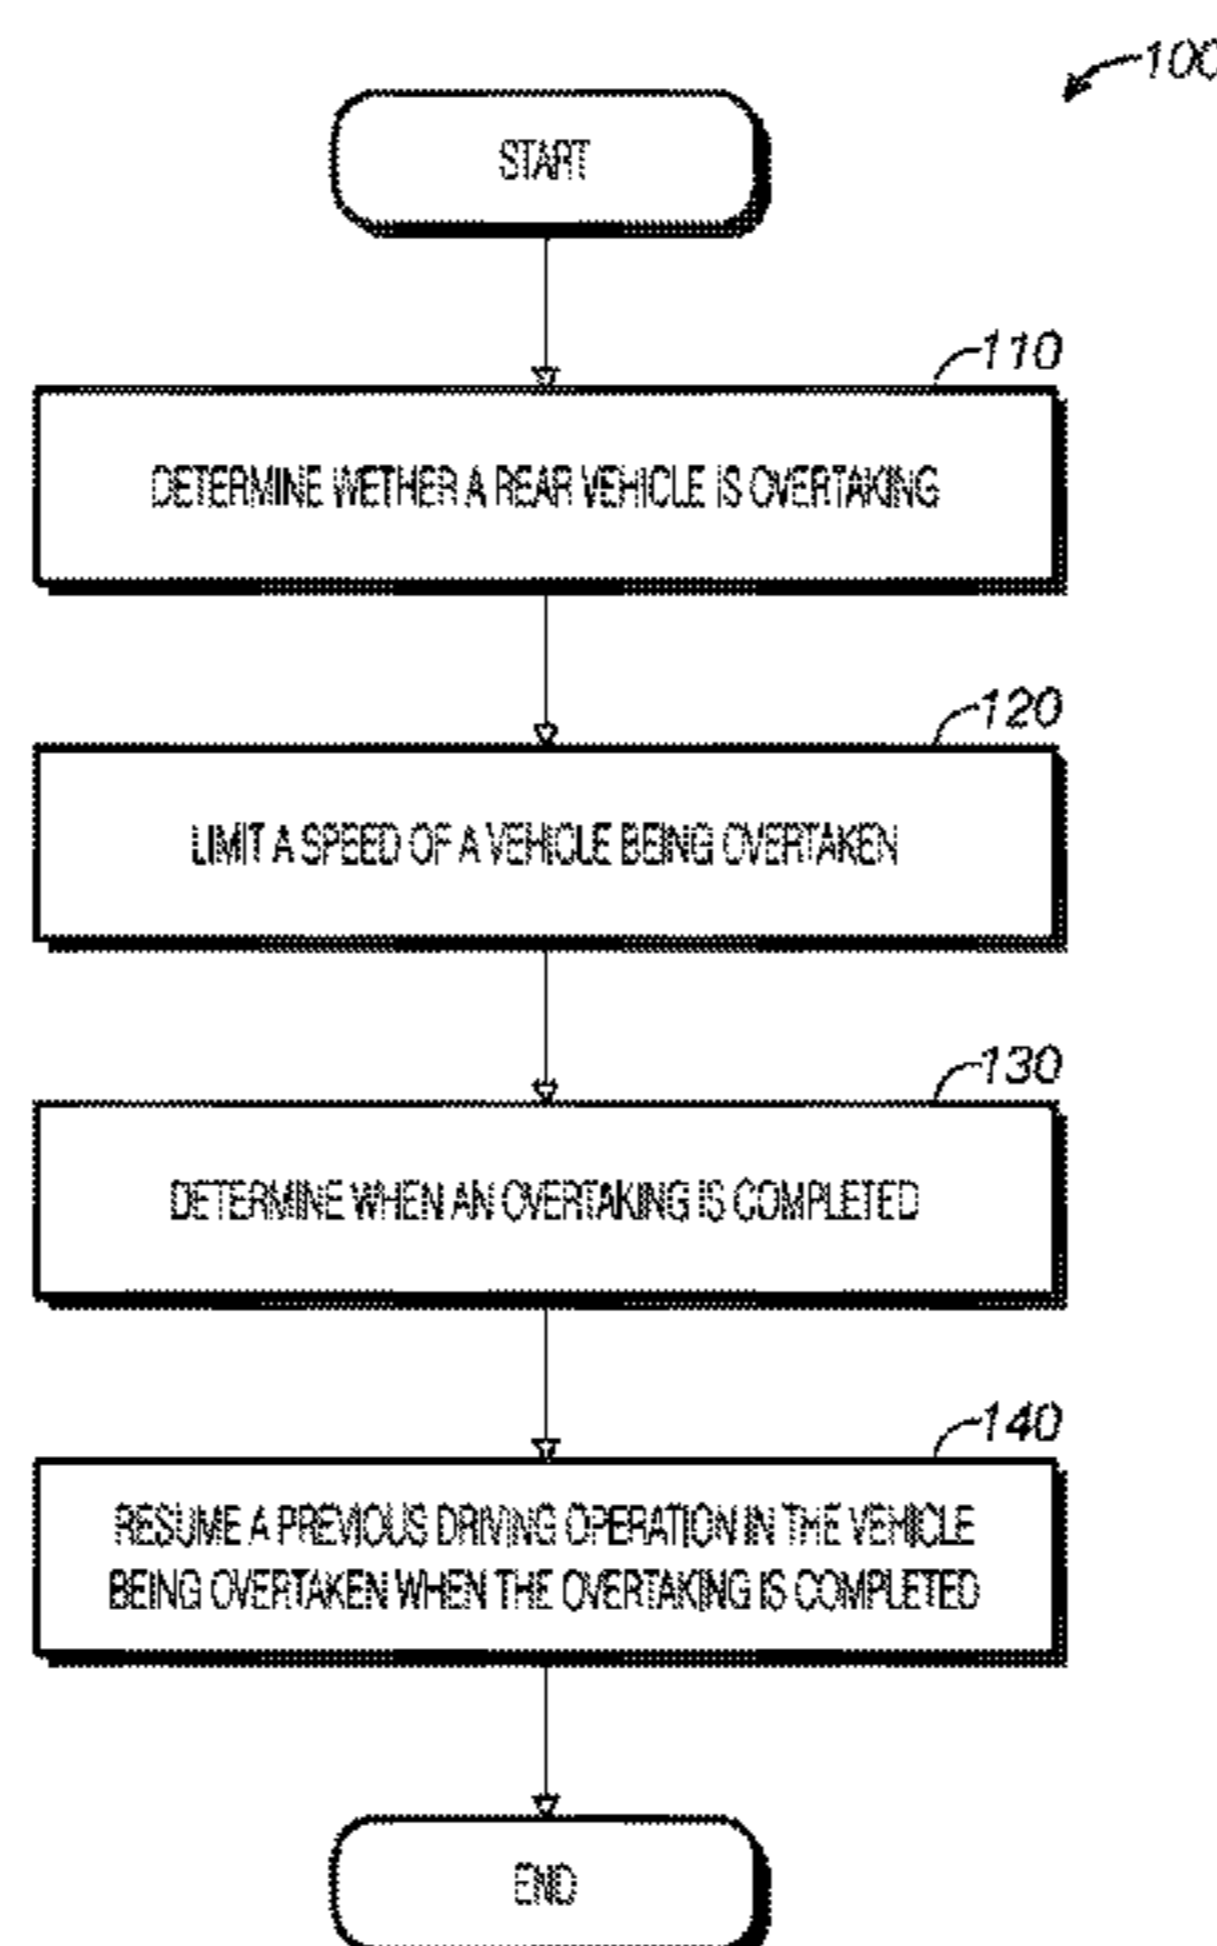 100
START
110
DETERMINE WETHER A REAR VEHICLE IS OVERTAKING
120
LIMIT A SPEED OF A VEHICLE BEING OVERTAKEN
130
DETERMINE WHEN AN OVERTAKING IS COMPLETED
140
RESUME A PREVIOUS DRIVING OPERATION IN THE VEHICLE
BEING OVERTAKEN WHEN THE OVERTAKING IS COMPLETED
END